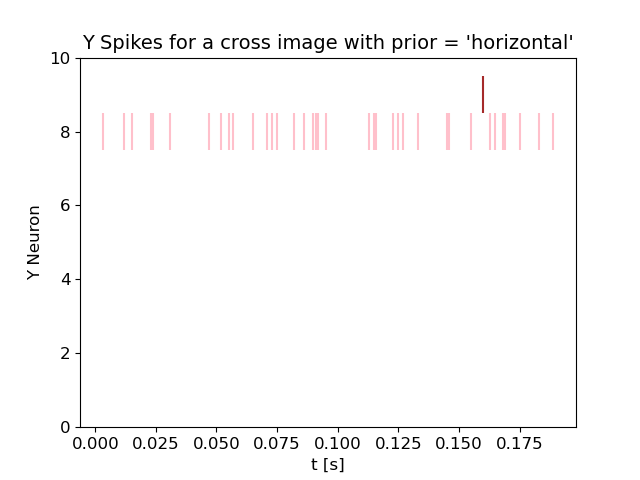 Y Spikes for a cross image with prior = 'horizontal'
10
8
6
4
2
0
Y Neuron
0.000 0.025 0.050 0.075 0.100 0.125 0.150 0.175
t [s]